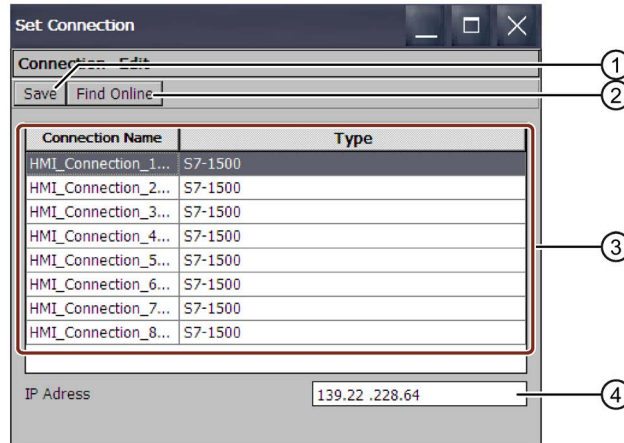 Set Connection
Connection Edit
1
Save Find Online
2
Connection Name Type
HMI_Connection_1... S7-1500
HMI_Connection_2... S7-1500
HMI_Connection_3... S7-1500
HMI_Connection_4... S7-1500
3
HMI_Connection_5... S7-1500
HMI_Connection_6... S7-1500
HMI_Connection_7... S7-1500
HMI_Connection_8... S7-1500
IP Adress 139.22 .228.64
4